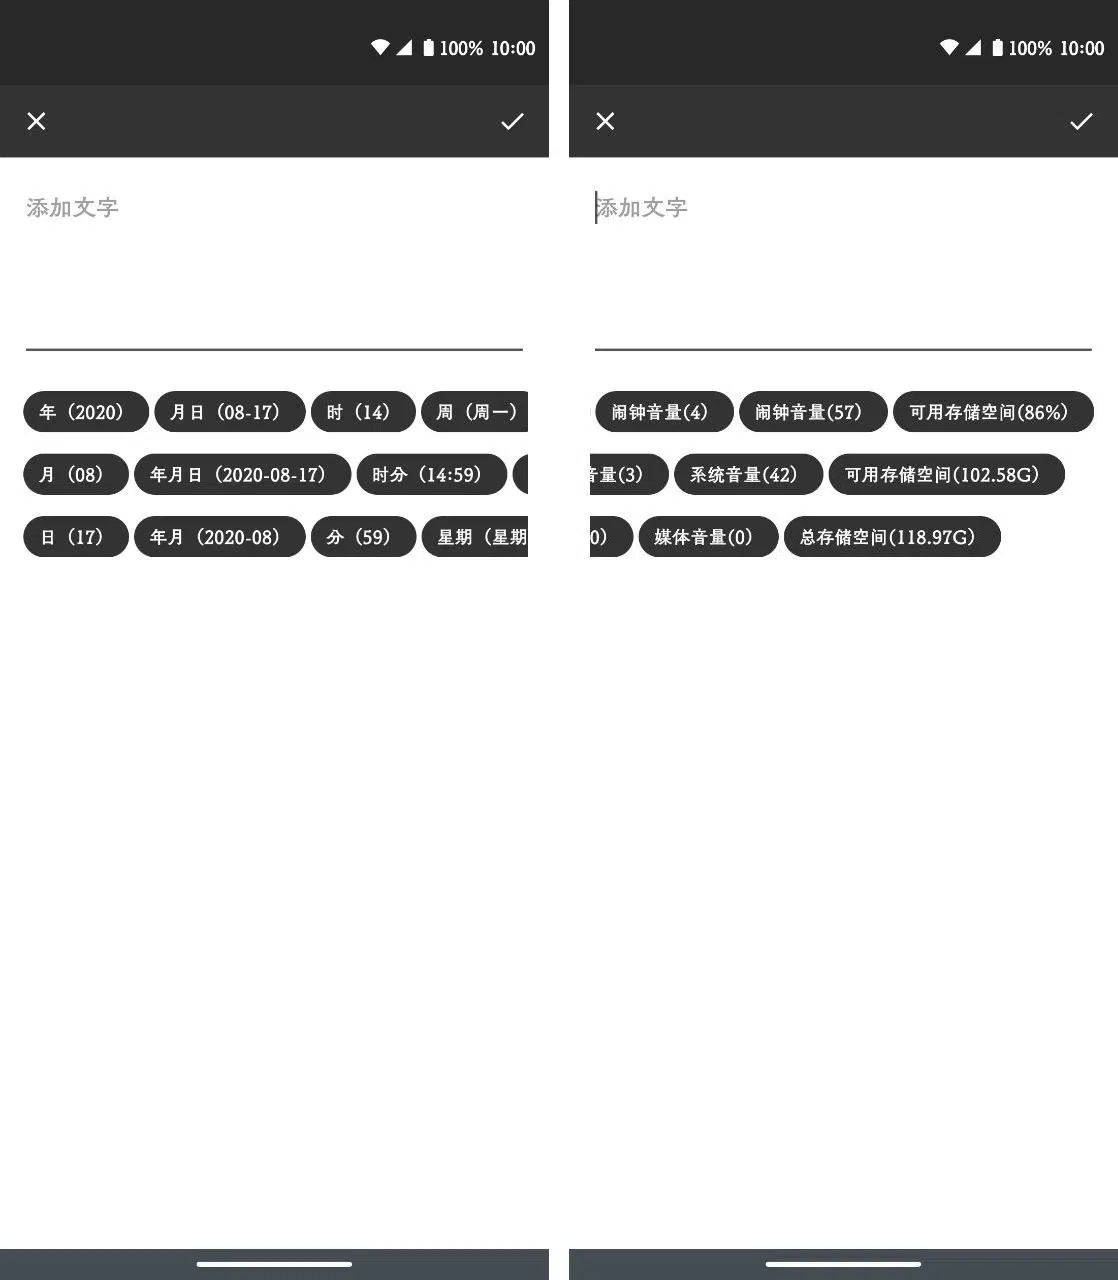 100% 10:00
添加文字
年（2020） 月日（08-17） 时（14） 周（周一）
月（08） 年月日（2020-08-17） 时分（14:59）
日（17） 年月（2020-08） 分（59） 星期（星期
100% 10:00
添加文字
闹钟音量(4） 闹钟音量(57） 可用存储空间(86%）
音量(3） 系统音量(42） 可用存储空间(102.58G）
0） 媒体音量(0） 总存储空间(118.97G）